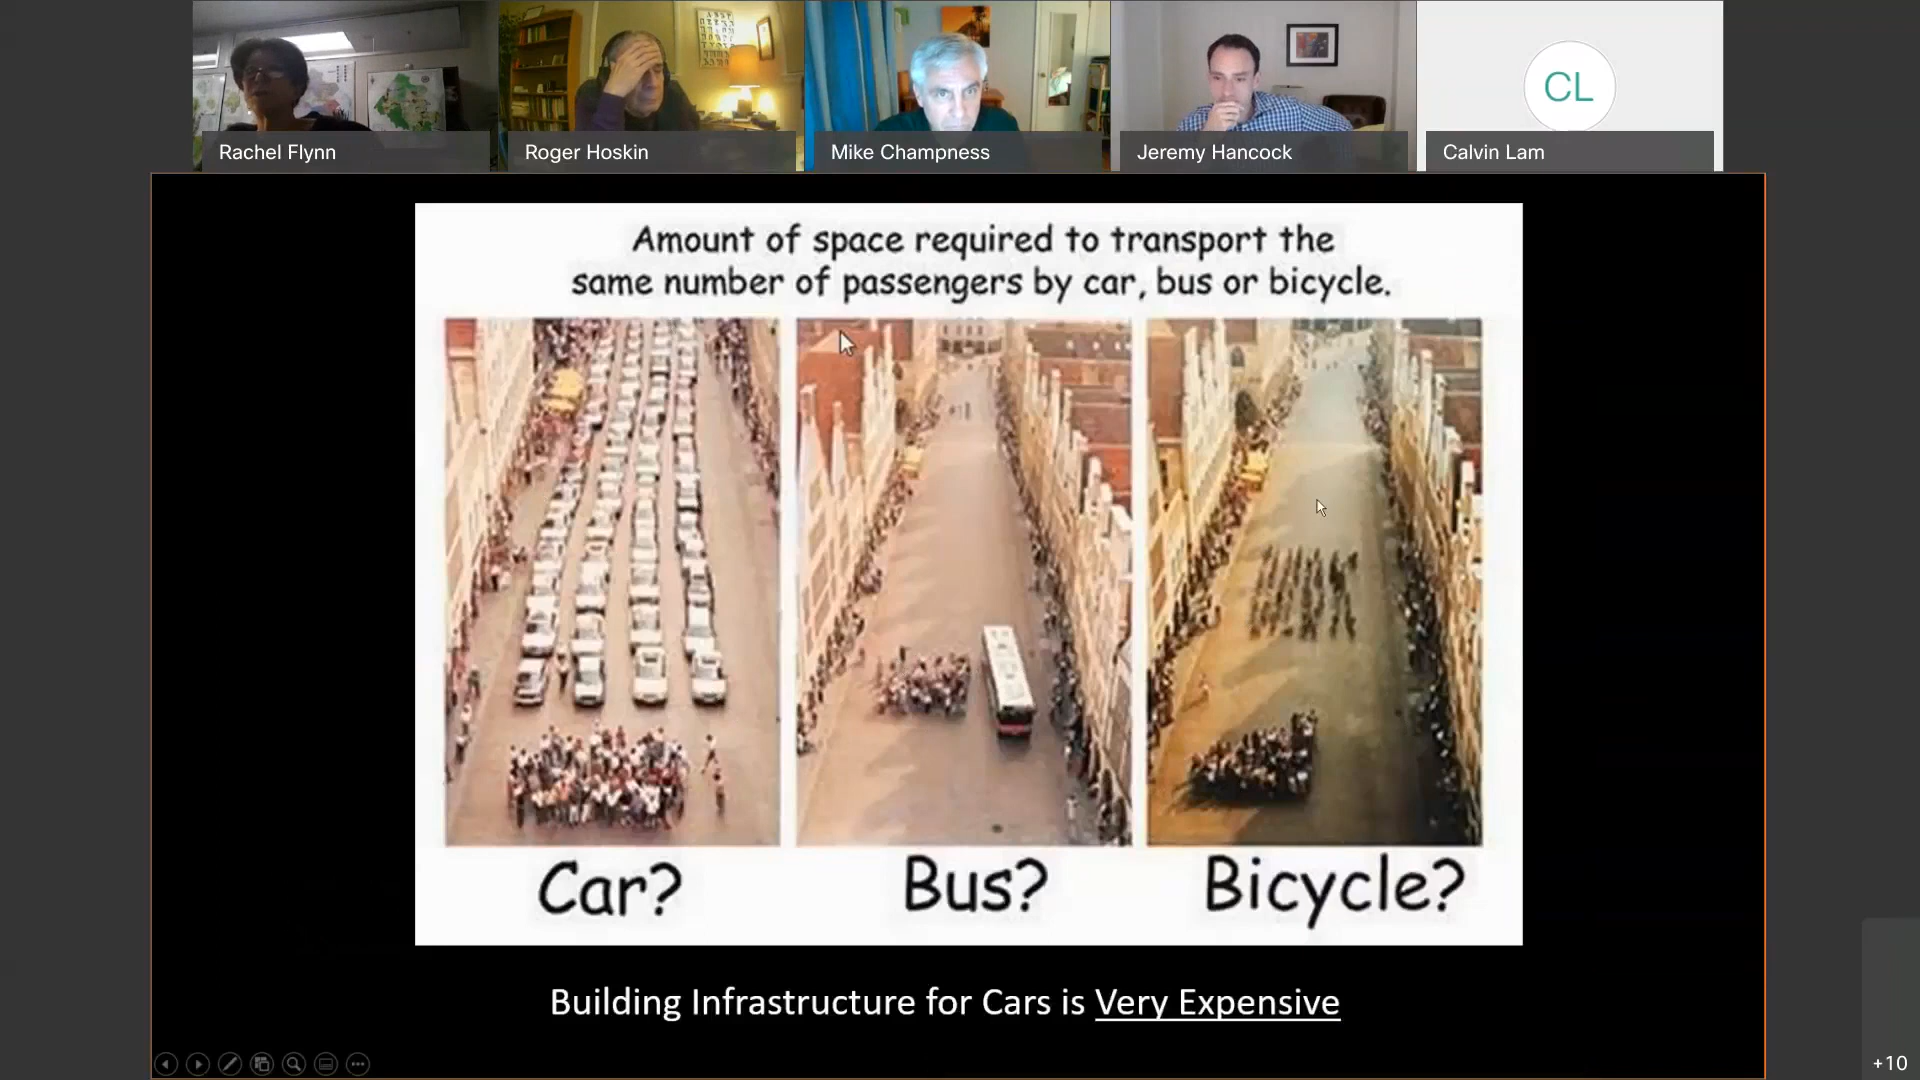 Rachel Flynn
Roger Hoskin
Mike Champness
Jeremy Hancock
CL
Calvin Lam
Amount of space required to transport the
same number of passengers by car, bus or bicycle.
Car?
Bus?
Bicycle?
Building Infrastructure for Cars is Very Expensive
+10